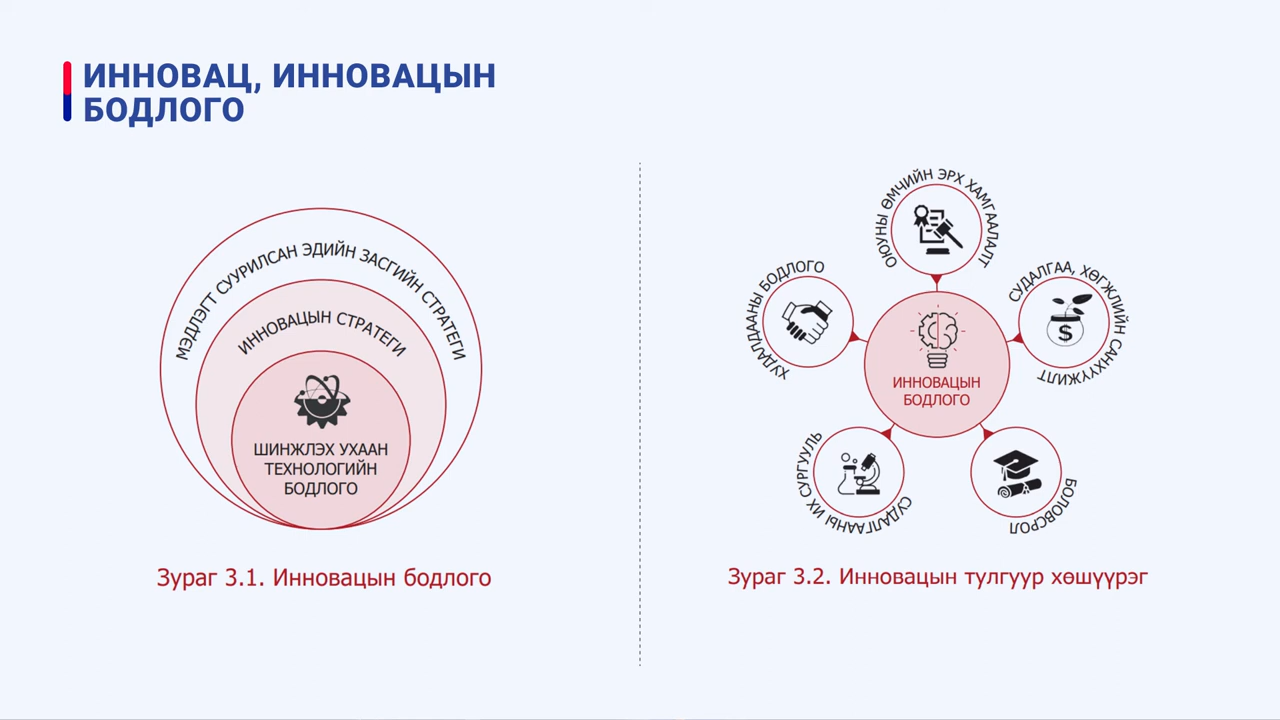 ИННОВАЦ, ИННОВАЦЫН
БОДЛОГО
МЭДЛЭГТ СУУРИЛСАН ЭДИЙН ЗАСГИЙН СТРАТЕГИ
ИННОВАЦЫН СТРАТЕГИ
ШИНЖЛЭХ УХААН
ТЕХНОЛОГИЙН
БОДЛОГО
Зураг 3.1. Инновацын бодлого
ОЮУНЫ ӨМЧИЙН ЭРХ ХАМГААЛАЛТ
ХУДАЛДААНЫ БОДЛОГО
СУДАЛГАА, ХӨГЖЛИЙН САНХҮҮЖИЛТ
$
ИННОВАЦЫН
БОДЛОГО
СУДАЛГААНЫ ИХ СУРГУУЛЬ
БОЛОВСРОЛ
Зураг 3.2. Инновацын тулгуур хөшүүрэг